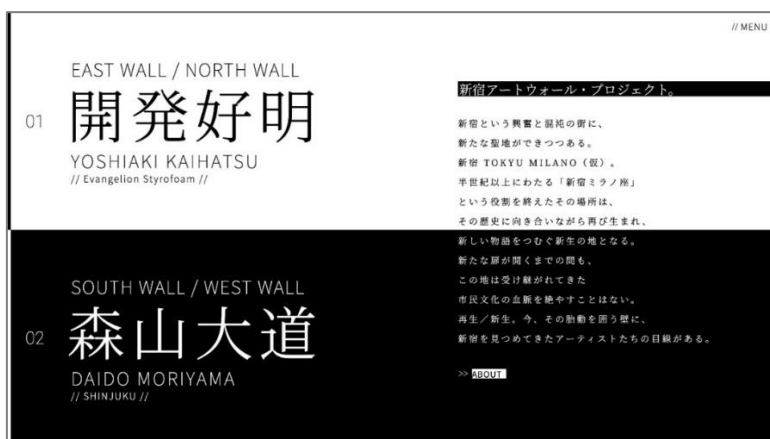 // MENU
EAST WALL / NORTH WALL
01
開発好明
YOSHIAKI KAIHATSU
// Evangelion Styrofoam //
SOUTH WALL / WEST WALL
02
森山大道
DAIDO MORIYAMA
// SHINJUKU //
新宿アートウォール・プロジェクト。
新宿という興奮と混沌の街に、
新たな聖地ができつつある。
新宿 TOKYU MILANO（仮）。
半世紀以上にわたる「新宿ミラノ座」
という役割を終えたその場所は、
その歴史に向き合いながら再び生まれ、
新しい物語をつむぐ新生の地となる。
新たな扉が開くまでの間も、
この地は受け継がれてきた
市民文化の血脈を絶やすことはない。
再生／新生。今、その胎動を囲う壁に、
新宿を見つめてきたアーティストたちの目線がある。
>> ABOUT